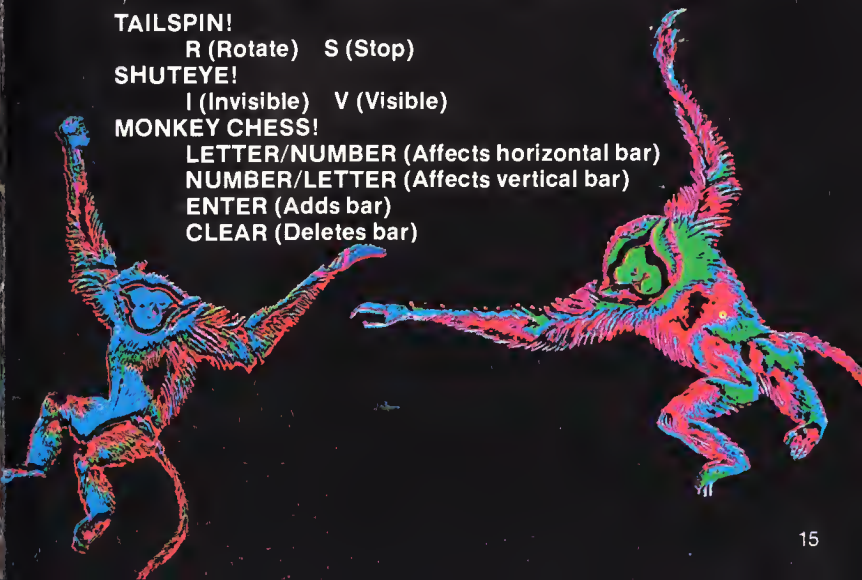 TAILSPIN!
R (Rotate) S (Stop)
SHUTEYE!
I (Invisible) V (Visible)
MONKEY CHESS!
LETTER/NUMBER (Affects horizontal bar)
NUMBER/LETTER (Affects vertical bar)
ENTER (Adds bar)
CLEAR (Deletes bar)
15